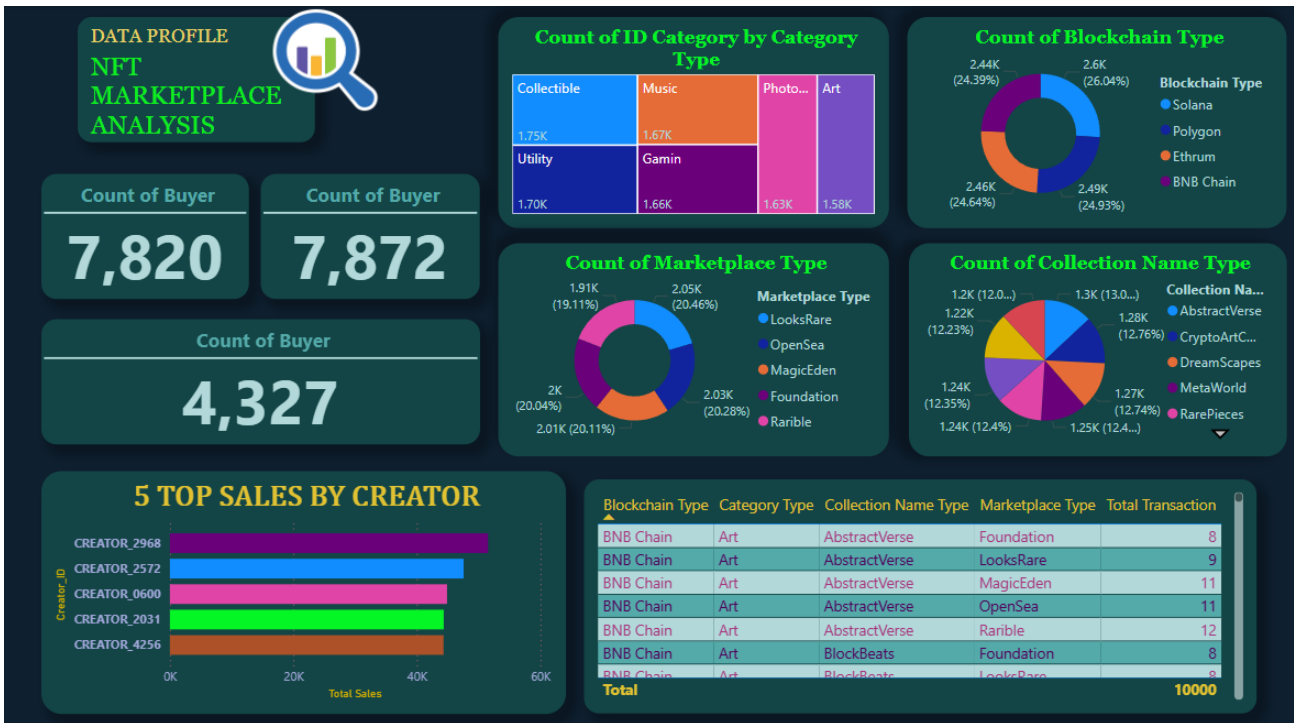 DATA PROFILE
NFT
MARKETPLACE
ANALYSIS
Count of Buyer
7,820
Count of Buyer
7,872
Count of Buyer
4,327
Count of ID Category by Category
Type
Collectible
1.75K
Utility
1.70K
Music
1.67K
Gamin
1.66K
Photo...
1.63K
Art
1.58K
Count of Blockchain Type
2.44K
(24.39%)
2.6K
(26.04%)
2.46K
(24.64%)
2.49K
(24.93%)
Blockchain Type
Solana
Polygon
Ethrum
BNB Chain
Count of Marketplace Type
1.91K
(19.11%)
2.05K
(20.46%)
2K
(20.04%)
2.03K
(20.28%)
2.01K (20.11%)
Marketplace Type
LooksRare
OpenSea
MagicEden
Foundation
Rarible
Count of Collection Name Type
1.2K (12.0...)
1.3K (13.0...)
1.22K
(12.23%)
1.28K
(12.76%)
1.24K
(12.35%)
1.27K
(12.74%)
1.24K (12.4%)
1.25K (12.4...)
Collection Na...
AbstractVerse
CryptoArtC...
DreamScapes
MetaWorld
RarePieces
5 TOP SALES BY CREATOR
Creator_ID
CREATOR_2968
CREATOR_2572
CREATOR_0600
CREATOR_2031
CREATOR_4256
0K 20K 40K 60K
Total Sales
Blockchain Type Category Type Collection Name Type Marketplace Type Total Transaction
BNB Chain Art AbstractVerse Foundation 8
BNB Chain Art AbstractVerse LooksRare 9
BNB Chain Art AbstractVerse MagicEden 11
BNB Chain Art AbstractVerse OpenSea 11
BNB Chain Art AbstractVerse Rarible 12
BNB Chain Art BlockBeats Foundation 8
BNB Chain Art BlockBeats LooksRare 8
Total 10000